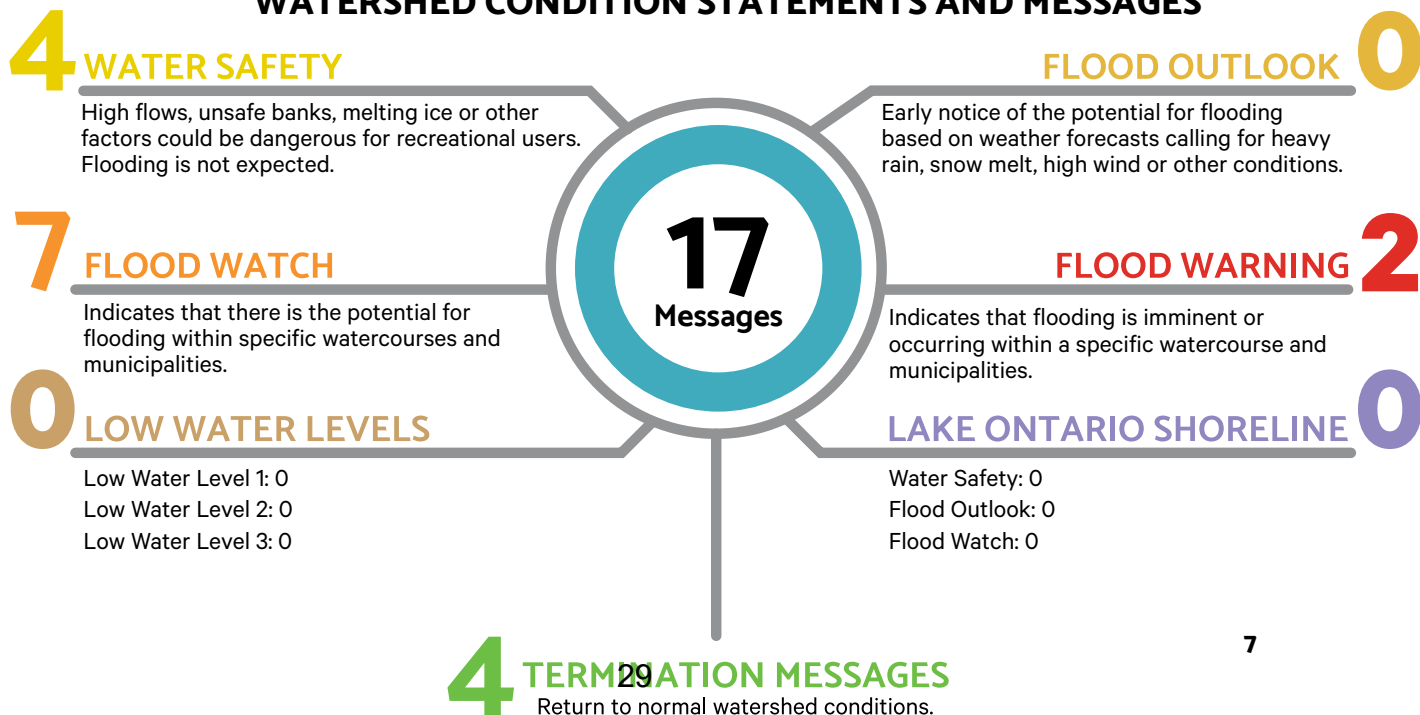 WATERSHED CONDITION STATEMENTS AND MESSAGES
4 WATER SAFETY
High flows, unsafe banks, melting ice or other
factors could be dangerous for recreational users.
Flooding is not expected.
FLOOD OUTLOOK 0
Early notice of the potential for flooding
based on weather forecasts calling for heavy
rain, snow melt, high wind or other conditions.
7 FLOOD WATCH
Indicates that there is the potential for
flooding within specific watercourses and
municipalities.
17
Messages
FLOOD WARNING 2
Indicates that flooding is imminent or
occurring within a specific watercourse and
municipalities.
0 LOW WATER LEVELS
Low Water Level 1: 0
Low Water Level 2: 0
Low Water Level 3: 0
LAKE ONTARIO SHORELINE 0
Water Safety: 0
Flood Outlook: 0
Flood Watch: 0
7
4 TERMINATION MESSAGES
29
Return to normal watershed conditions.